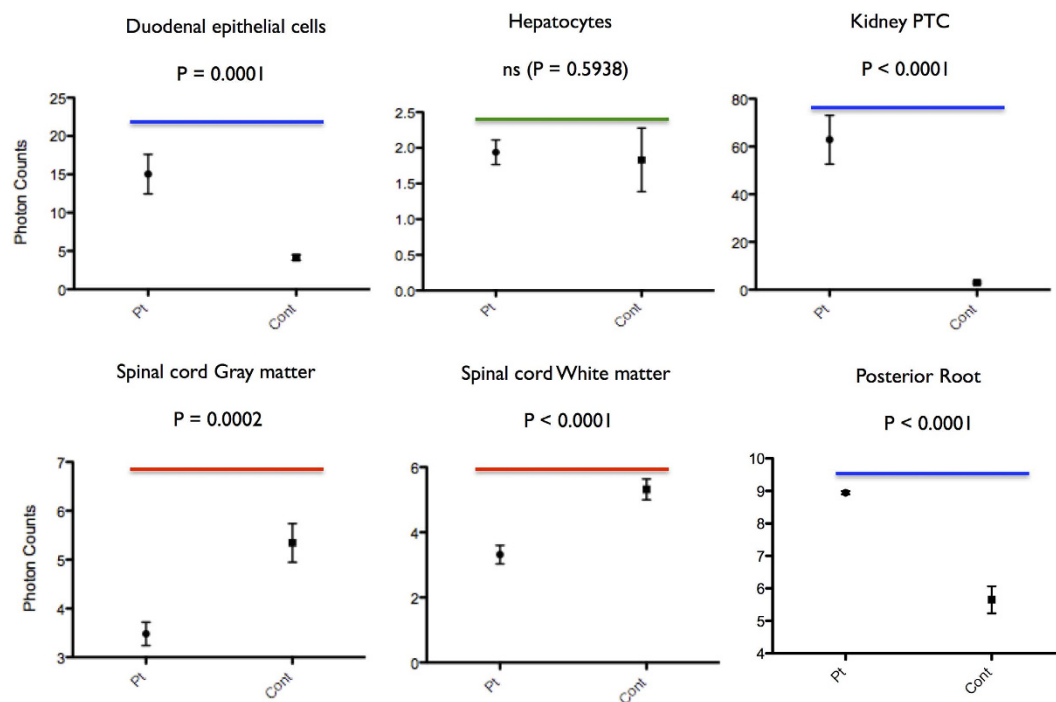 Duodenal epithelial cells
P = 0.0001
Photon Counts
25
20
15
10
5
0
Pt
Cont
Hepatocytes
ns (P = 0.5938)
2.5
2.0
1.5
1.0
0.5
0.0
Pt
Cont
Kidney PTC
P < 0.0001
80
60
40
20
0
Pt
Cont
Spinal cord Gray matter
P = 0.0002
Photon Counts
7
6
5
4
3
Pt
Cont
Spinal cord White matter
P < 0.0001
6
4
2
0
Pt
Cont
Posterior Root
P < 0.0001
10
9
8
7
6
5
4
Pt
Cont